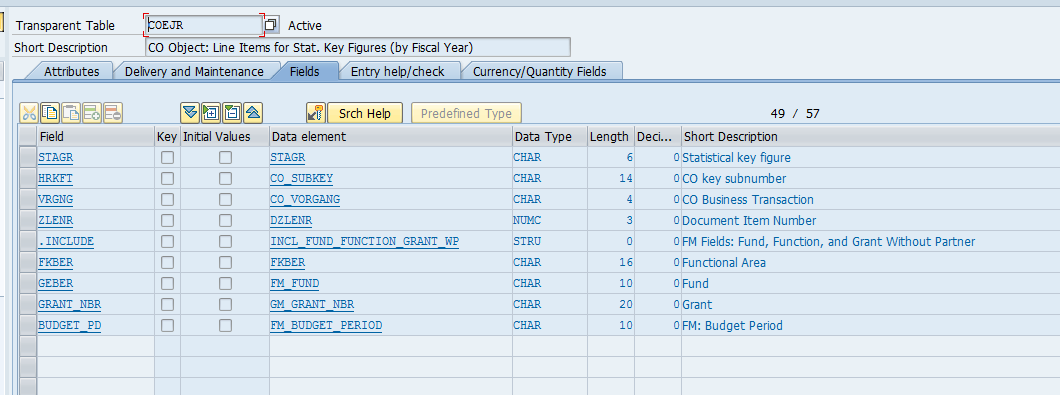 Transparent Table COEJR Active
Short Description CO Object: Line Items for Stat. Key Figures (by Fiscal Year)
Attributes Delivery and Maintenance Fields Entry help/check Currency/Quantity Fields
Srch Help Predefined Type 49 / 57
Field Key Initial Values Data element Data Type Length Deci... Short Description
STAGR STAGR CHAR 6 0 Statistical key figure
HRKFT CO_SUBKEY CHAR 14 0 CO key subnumber
VRGNG CO_VORGANG CHAR 4 0 CO Business Transaction
ZLENR DZLENR NUMC 3 0 Document Item Number
.INCLUDE INCL_FUND_FUNCTION_GRANT_WP STRU 0 0 FM Fields: Fund, Function, and Grant Without Partner
FKBER FKBER CHAR 16 0 Functional Area
GEBER FM_FUND CHAR 10 0 Fund
GRANT_NBR GM_GRANT_NBR CHAR 20 0 Grant
BUDGET_PD FM_BUDGET_PERIOD CHAR 10 0 FM: Budget Period